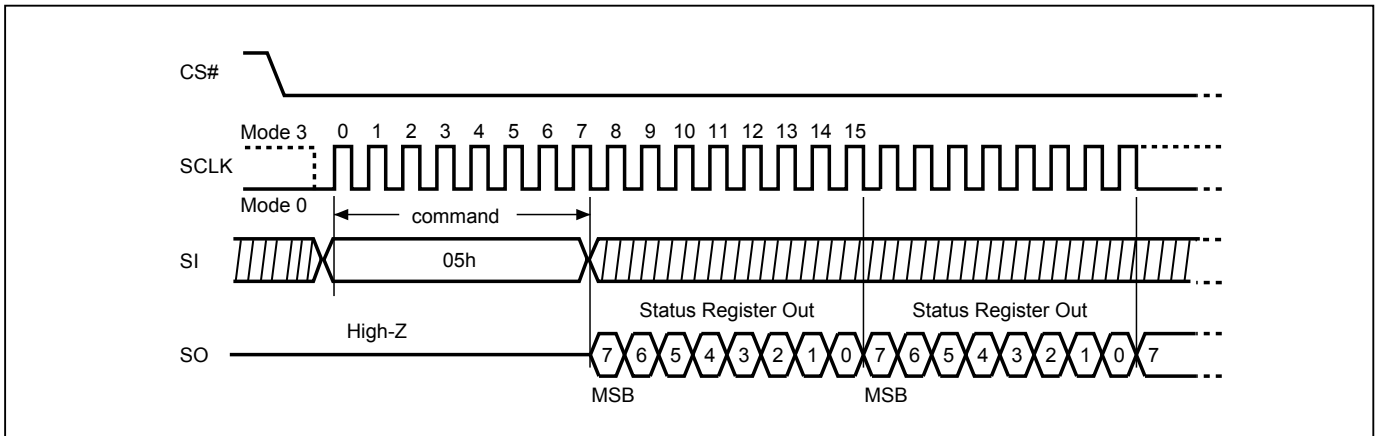 CS#
Mode 3 0 1 2 3 4 5 6 7 8 9 10 11 12 13 14 15
SCLK
Mode 0
command
SI 05h
Status Register Out Status Register Out
High-Z
SO 7 6 5 4 3 2 1 0 7 6 5 4 3 2 1 0 7
MSB MSB